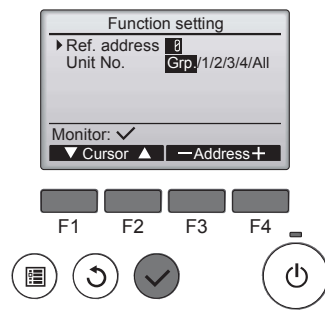 Function setting
Ref. address 0
Unit No. Grp./1/2/3/4/All
Monitor: ✓
▼ Cursor ▲ −Address+
F1 F2 F3 F4